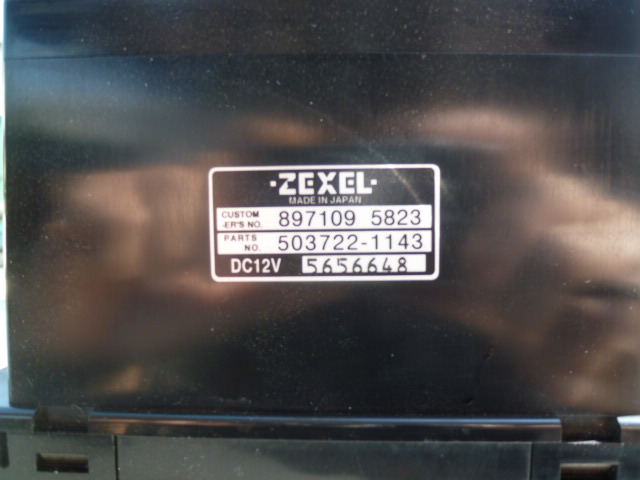 ·ZEXEL·
MADE IN JAPAN
CUSTOM
-ER'S NO. 897109 5823
PARTS
NO. 503722-1143
DC12V 5656648